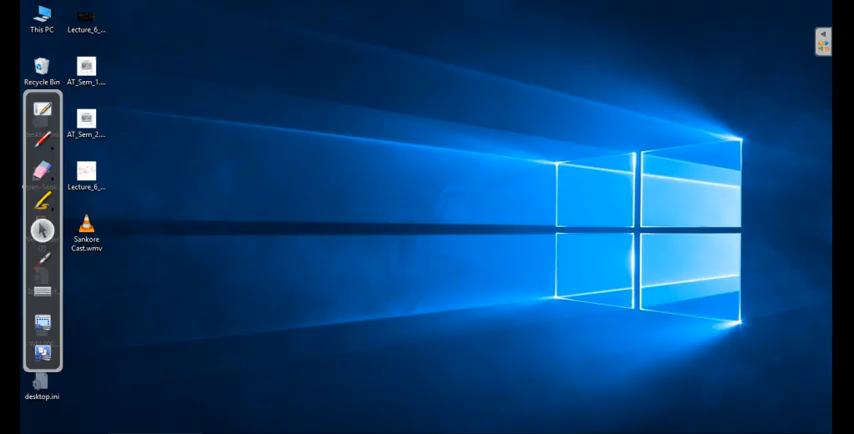 This PC
Lecture_6_...
Recycle Bin
AT_Sem_1....
AT_Sem_2....
Lecture_6_...
Sankore
Cast.wmv
desktop.ini